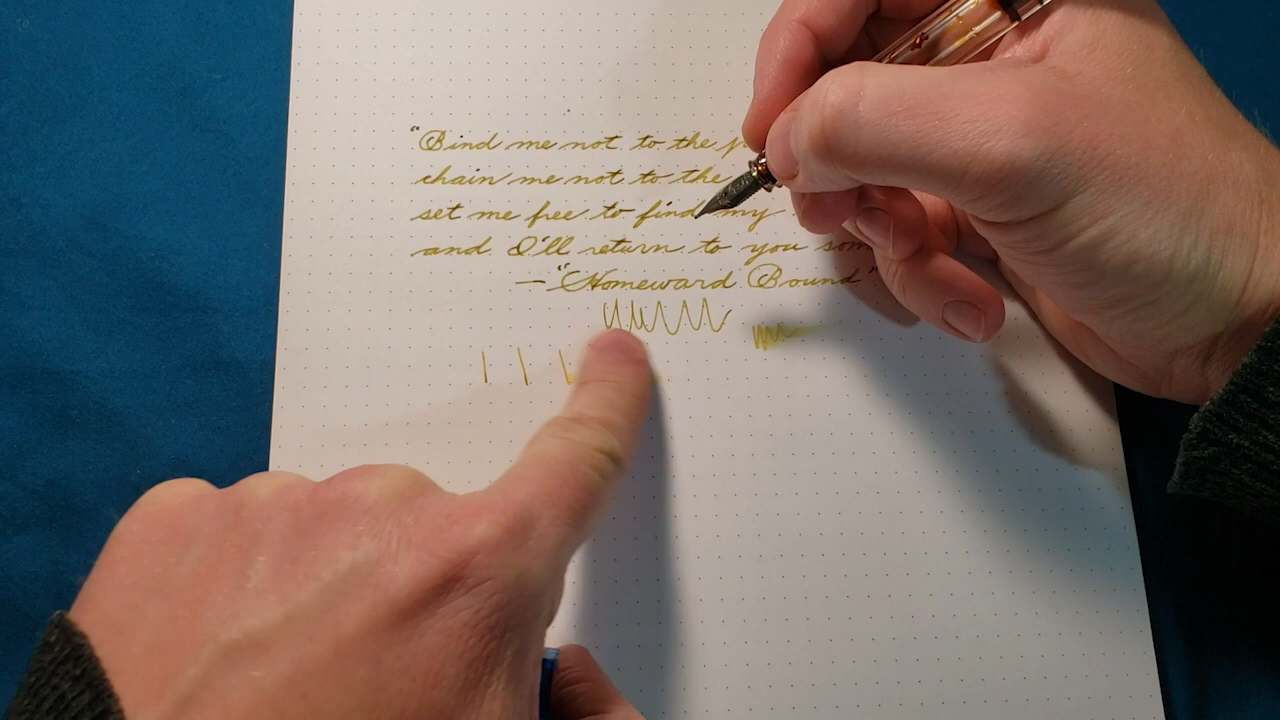 "Bind me not to the
chain me not to the
set me free to find my
and I'll return to you
—"Homeward Bound"